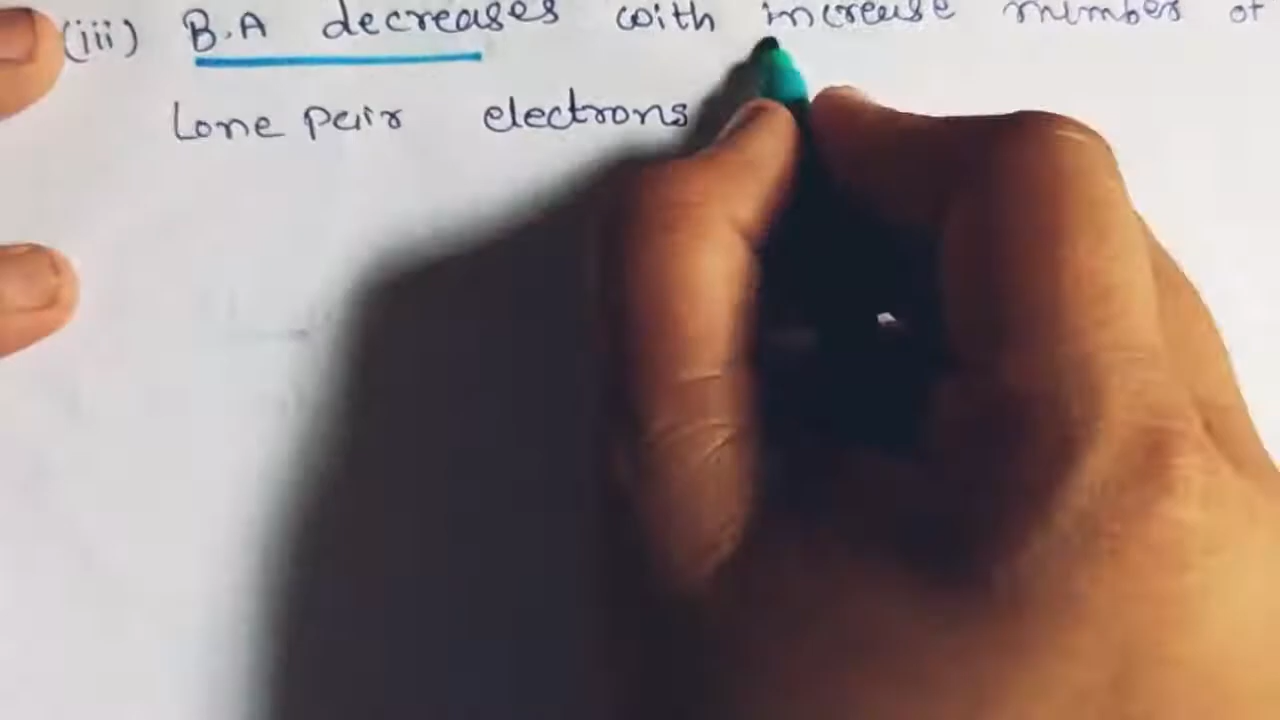 (iii) B.A decreases with increase number of
Lone pair electrons